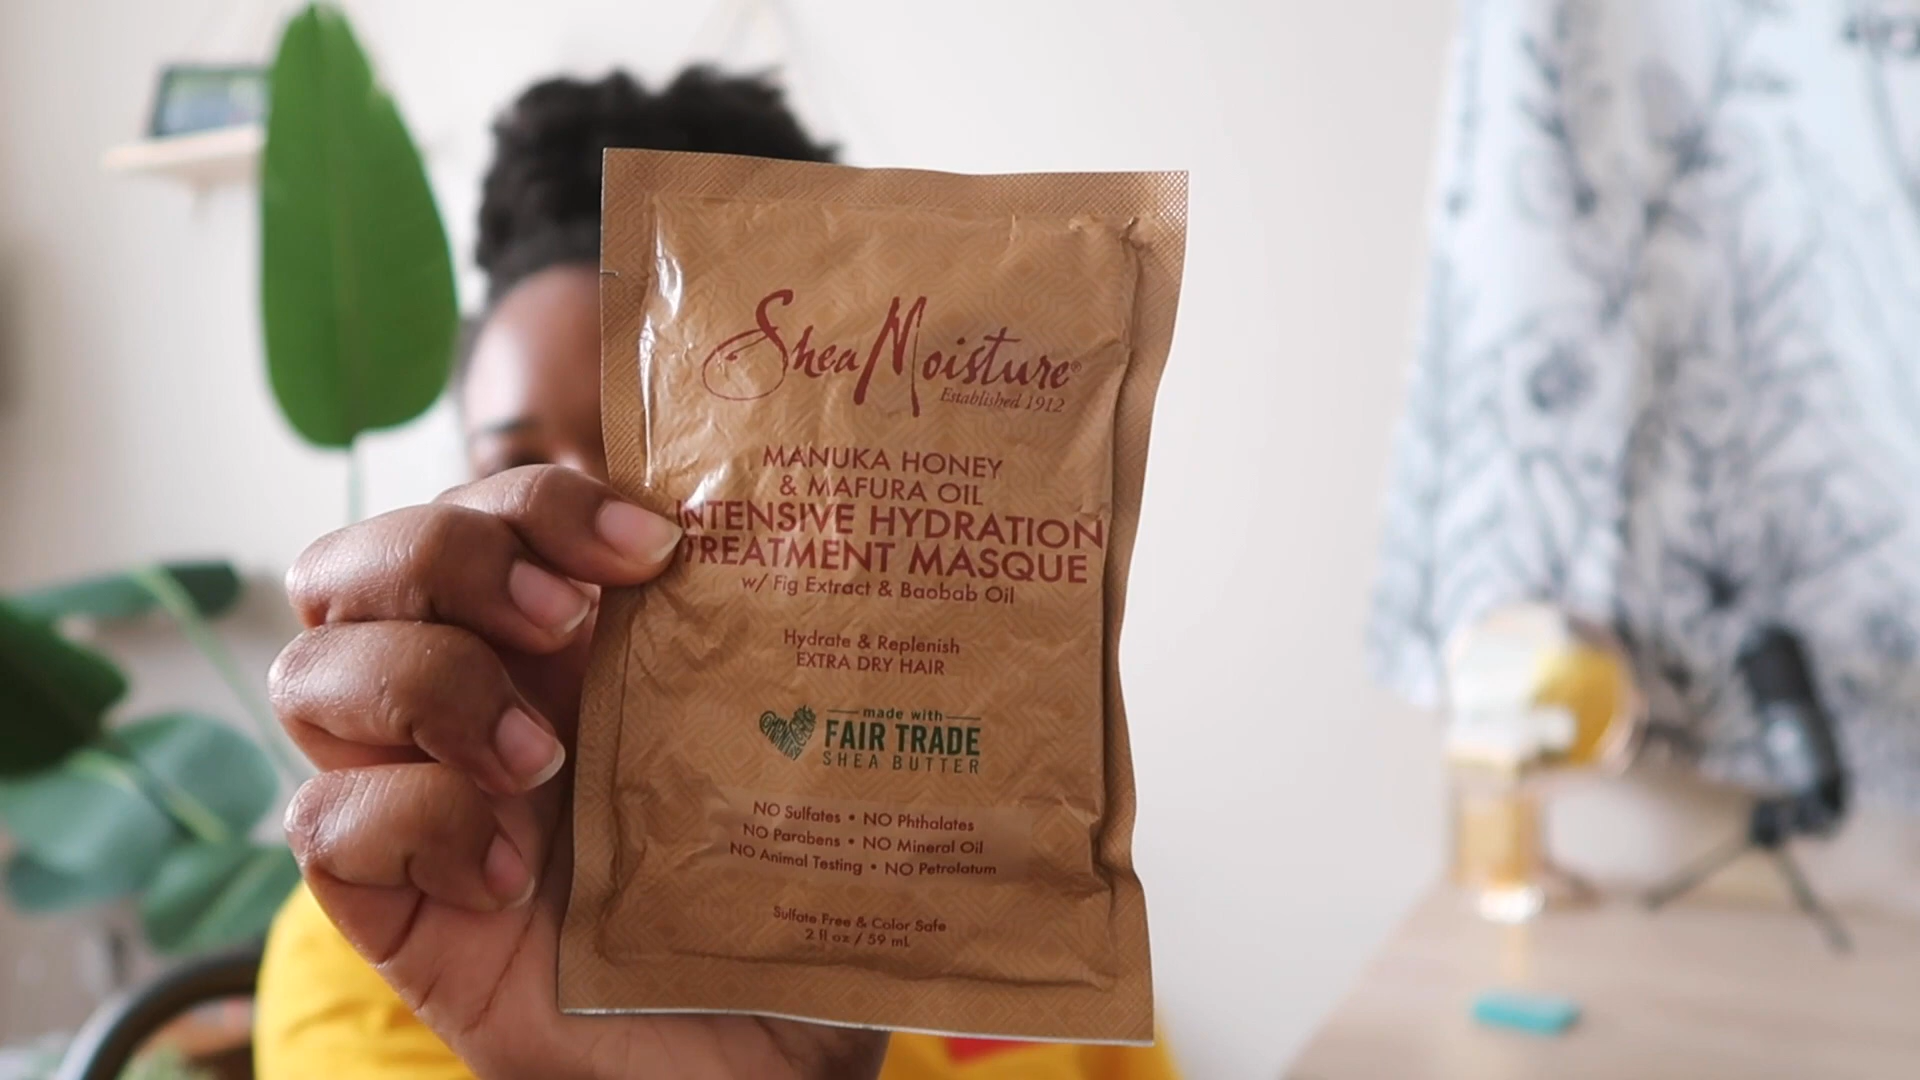 SheaMoisture®
Established 1912
MANUKA HONEY
& MAFURA OIL
INTENSIVE HYDRATION
TREATMENT MASQUE
w/ Fig Extract & Baobab Oil
Hydrate & Replenish
EXTRA DRY HAIR
made with
FAIR TRADE
SHEA BUTTER
NO Sulfates • NO Phthalates
NO Parabens • NO Mineral Oil
NO Animal Testing • NO Petrolatum
Sulfate Free & Color Safe
2 fl oz / 59 mL